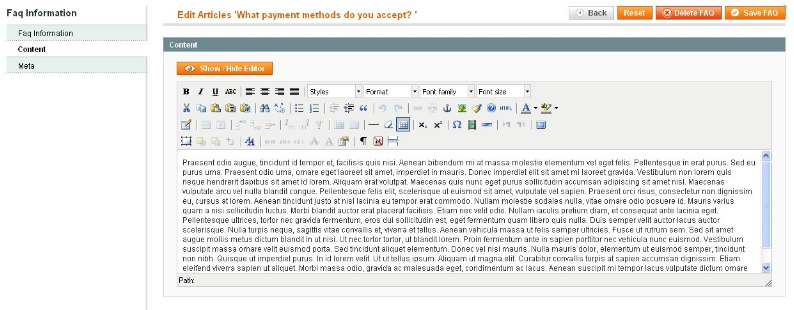 Faq Information
Faq Information
Content
Meta
Edit Articles 'What payment methods do you accept? '
Back
Reset
Delete FAQ
Save FAQ
Content
Show / Hide Editor
B I U ABC Styles Format Font family Font size
HTML A
Praesent odio augue, tincidunt id tempor et, facilisis quis nisi. Aenean bibendum mi at massa molestie elementum vel eget felis. Pellentesque in erat purus. Sed eu
purus urna. Praesent odio urna, ornare eget laoreet sit amet, imperdiet in mauris. Donec imperdiet elit sit amet mi laoreet gravida. Vestibulum non lorem quis
neque hendrerit dapibus sit amet id lorem. Aliquam erat volutpat. Maecenas quis nunc eget purus sollicitudin accumsan adipiscing sit amet nisl. Maecenas
vulputate arcu vel nulla blandit congue. Pellentesque felis elit, scelerisque ut euismod sit amet, vulputate vel sapien. Praesent orci risus, consectetur non dignissim
eu, cursus at lorem. Aenean tincidunt justo at nisl lacinia eu tempor erat commodo. Nullam molestie sodales nulla, vitae ornare odio posuere id. Mauris varius
quam a nisi sollicitudin luctus. Morbi blandit auctor erat placerat facilisis. Etiam nec velit odio. Nullam iaculis pretium diam, et consequat ante lacinia eget.
Pellentesque ultrices, tortor nec gravida fermentum, eros dui sollicitudin est, eget fermentum quam libero quis nulla. Duis semper velit auctor lacus auctor
scelerisque. Nulla turpis neque, sagittis vitae convallis et, viverra at tellus. Aenean vehicula massa ut felis semper ultricies. Fusce ut rutrum sem. Sed sit amet
augue mollis metus dictum blandit in ut nisi. Ut nec tortor tortor, ut blandit lorem. Proin fermentum ante in sapien porttitor nec vehicula nunc euismod. Vestibulum
suscipit massa ornare velit euismod porta. Sed tincidunt aliquet elementum. Donec vel nisi mauris. Nulla mauris dolor, elementum ut euismod semper, tincidunt
non nibh. Quisque ut imperdiet purus. In id lorem velit. Ut ut tellus ipsum. Aliquam ut magna elit. Curabitur convallis turpis at sapien accumsan dignissim. Etiam
eleifend viverra sapien ut aliquet. Morbi massa odio, gravida ac malesuada eget, condimentum ac lacus. Aenean suscipit mi tempor lacus vulputate dictum ornare
Path: